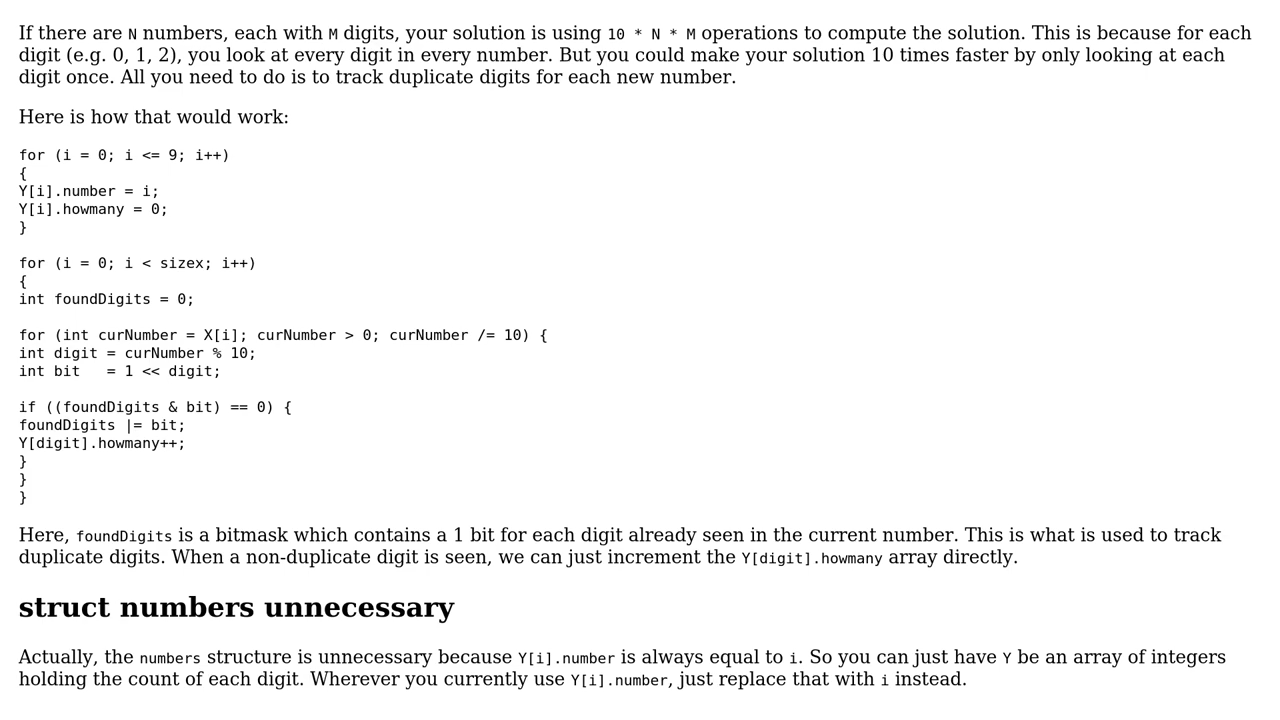 If there are N numbers, each with M digits, your solution is using 10 * N * M operations to compute the solution. This is because for each
digit (e.g. 0, 1, 2), you look at every digit in every number. But you could make your solution 10 times faster by only looking at each
digit once. All you need to do is to track duplicate digits for each new number.
Here is how that would work:
for (i = 0; i <= 9; i++)
{
Y[i].number = i;
Y[i].howmany = 0;
}
for (i = 0; i < sizex; i++)
{
int foundDigits = 0;
for (int curNumber = X[i]; curNumber > 0; curNumber /= 10) {
int digit = curNumber % 10;
int bit   = 1 << digit;
if ((foundDigits & bit) == 0) {
foundDigits |= bit;
Y[digit].howmany++;
}
}
}
Here, foundDigits is a bitmask which contains a 1 bit for each digit already seen in the current number. This is what is used to track
duplicate digits. When a non-duplicate digit is seen, we can just increment the Y[digit].howmany array directly.
struct numbers unnecessary
Actually, the numbers structure is unnecessary because Y[i].number is always equal to i. So you can just have Y be an array of integers
holding the count of each digit. Wherever you currently use Y[i].number, just replace that with i instead.